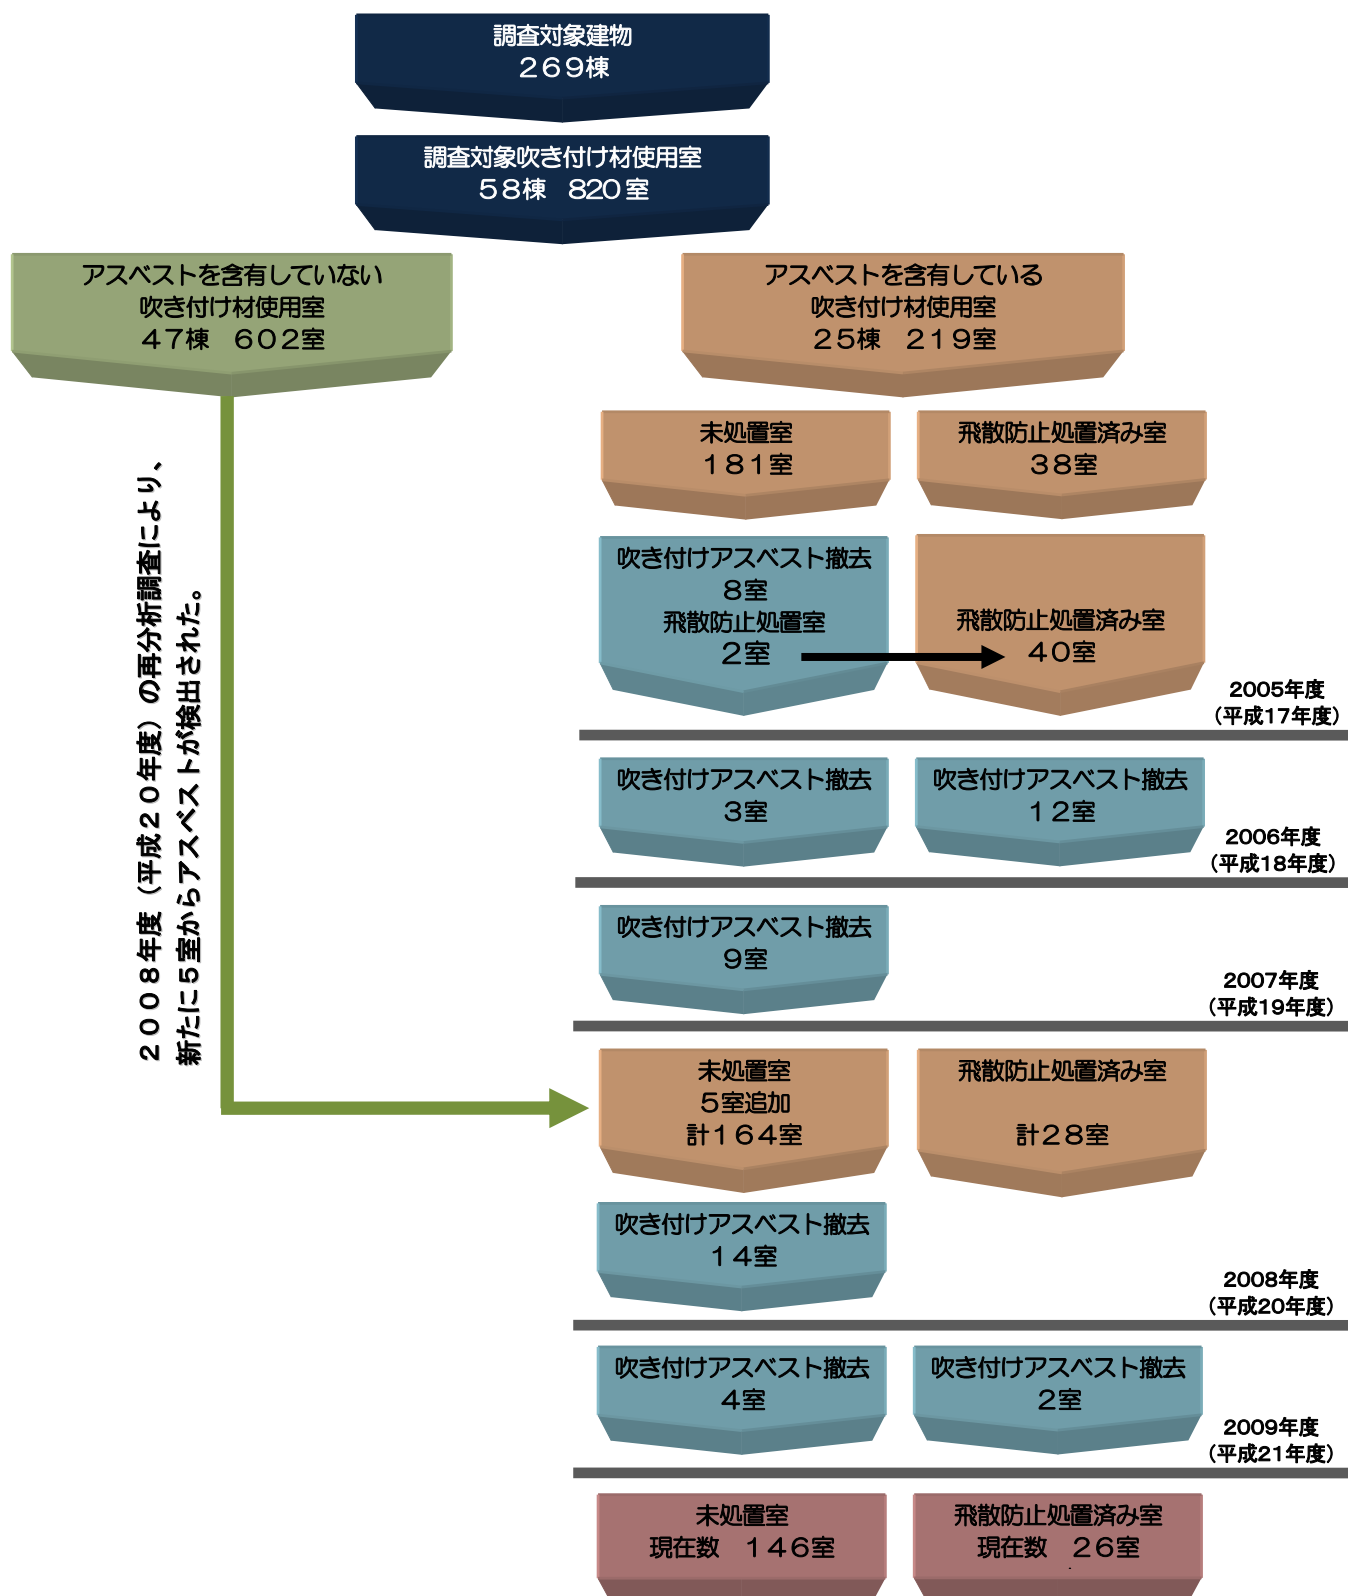 調査対象建物
２６９棟
調査対象吹き付け材使用室
５８棟　８２０室
アスベストを含有していない
吹き付け材使用室
４７棟　６０２室
アスベストを含有している
吹き付け材使用室
２５棟　２１９室
未処置室
１８１室
飛散防止処置済み室
３８室
２００８年度（平成２０年度）の再分析調査により、
新たに５室からアスベストが検出された。
吹き付けアスベスト撤去
８室
飛散防止処置室
２室
飛散防止処置済み室
４０室
2005年度
（平成17年度）
吹き付けアスベスト撤去
３室
吹き付けアスベスト撤去
１２室
2006年度
（平成18年度）
吹き付けアスベスト撤去
９室
2007年度
（平成19年度）
未処置室
５室追加
計１６４室
飛散防止処置済み室
計２８室
吹き付けアスベスト撤去
１４室
2008年度
（平成20年度）
吹き付けアスベスト撤去
４室
吹き付けアスベスト撤去
２室
2009年度
（平成21年度）
未処置室
現在数　１４６室
飛散防止処置済み室
現在数　２６室